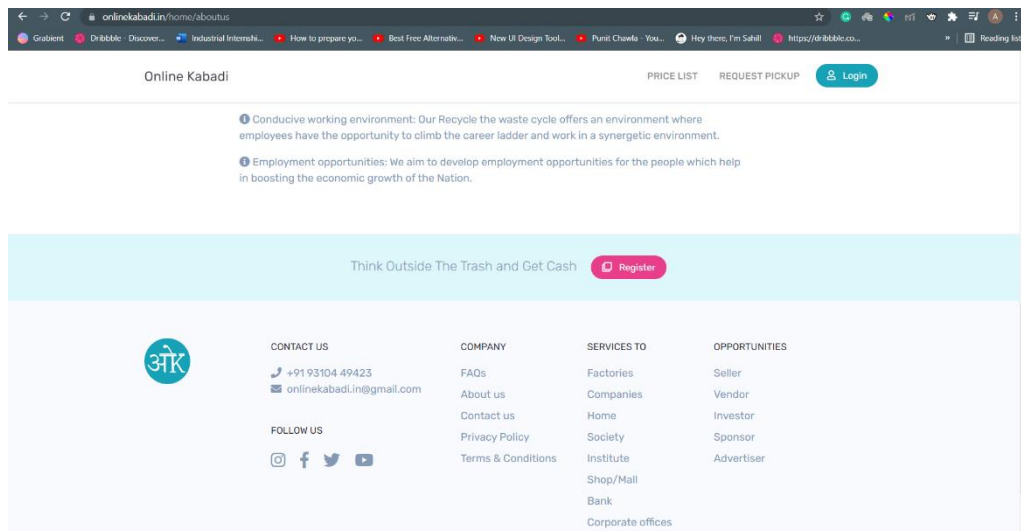 onlinekabadi.in/home/aboutus
Grabient Dribbble - Discover... Industrial Internshi... How to prepare yo... Best Free Alternativ... New UI Design Tool... Punit Chawla - You... Hey there, I'm Sahill https://dribbble.co... » Reading list
Online Kabadi PRICE LIST REQUEST PICKUP Login
Conducive working environment: Our Recycle the waste cycle offers an environment where
employees have the opportunity to climb the career ladder and work in a synergetic environment.
Employment opportunities: We aim to develop employment opportunities for the people which help
in boosting the economic growth of the Nation.
Think Outside The Trash and Get Cash Register
ओK
CONTACT US
+91 93104 49423
onlinekabadi.in@gmail.com
FOLLOW US
COMPANY
FAQs
About us
Contact us
Privacy Policy
Terms & Conditions
SERVICES TO
Factories
Companies
Home
Society
Institute
Shop/Mall
Bank
Corporate offices
OPPORTUNITIES
Seller
Vendor
Investor
Sponsor
Advertiser